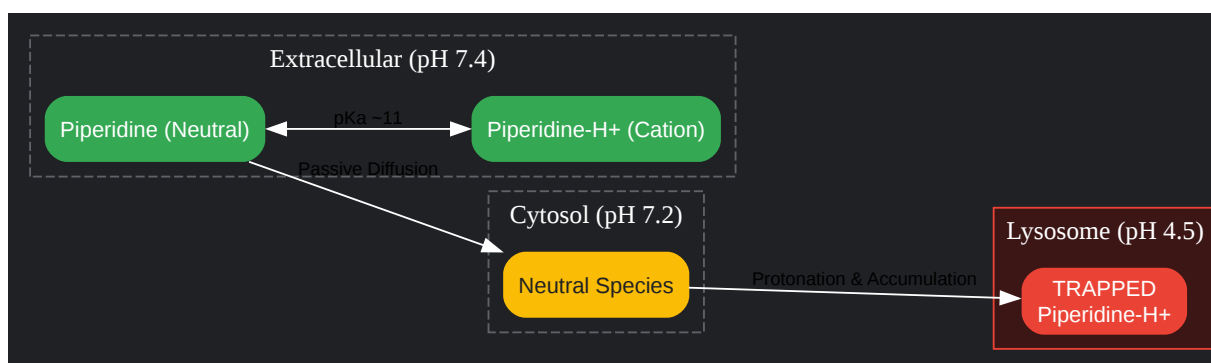 Extracellular (pH 7.4)
Piperidine (Neutral)
pKa ~11
Piperidine-H+ (Cation)
Passive Diffusion
Cytosol (pH 7.2)
Neutral Species
Protonation & Accumulation
Lysosome (pH 4.5)
TRAPPED
Piperidine-H+